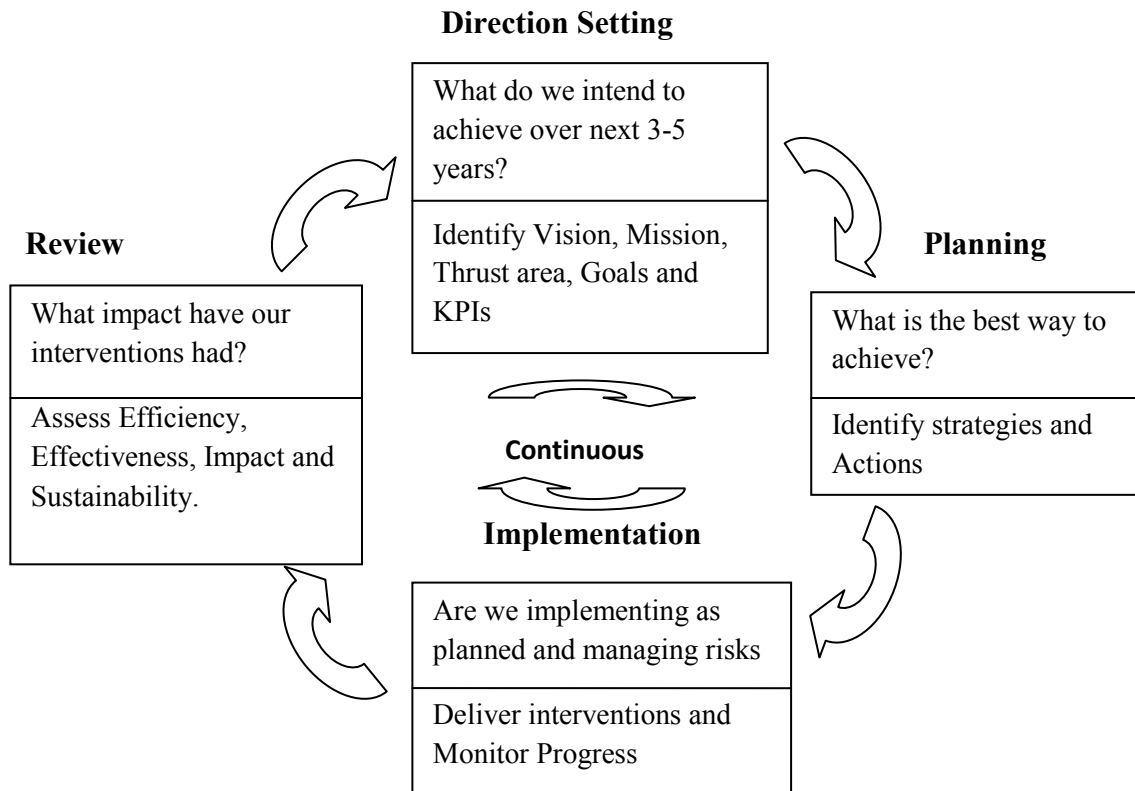 Direction Setting
What do we intend to
achieve over next 3-5
years?
Identify Vision, Mission,
Thrust area, Goals and
KPIs
Planning
What is the best way to
achieve?
Identify strategies and
Actions
Continuous
Implementation
Are we implementing as
planned and managing risks
Deliver interventions and
Monitor Progress
Review
What impact have our
interventions had?
Assess Efficiency,
Effectiveness, Impact and
Sustainability.